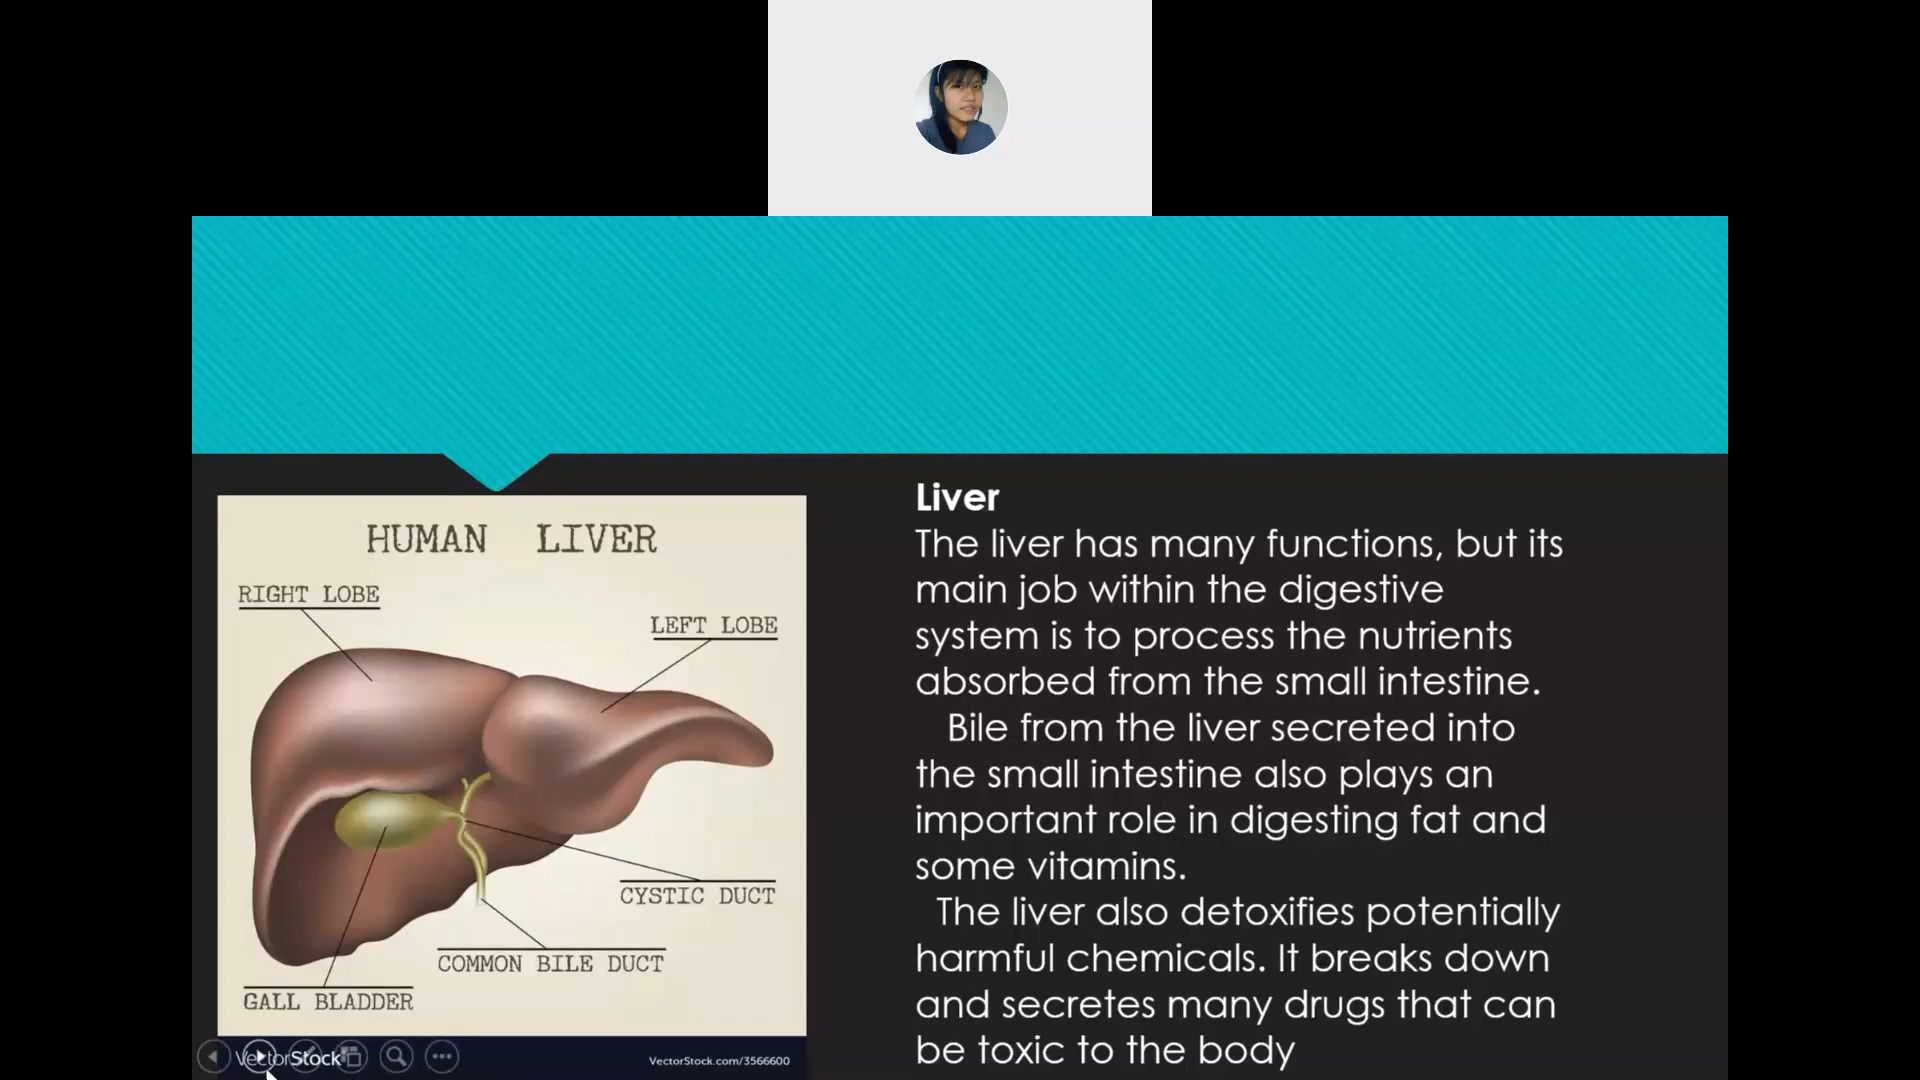 HUMAN LIVER
RIGHT LOBE
LEFT LOBE
CYSTIC DUCT
COMMON BILE DUCT
GALL BLADDER
VectorStock
VectorStock.com/3566600
Liver
The liver has many functions, but its
main job within the digestive
system is to process the nutrients
absorbed from the small intestine.
Bile from the liver secreted into
the small intestine also plays an
important role in digesting fat and
some vitamins.
The liver also detoxifies potentially
harmful chemicals. It breaks down
and secretes many drugs that can
be toxic to the body